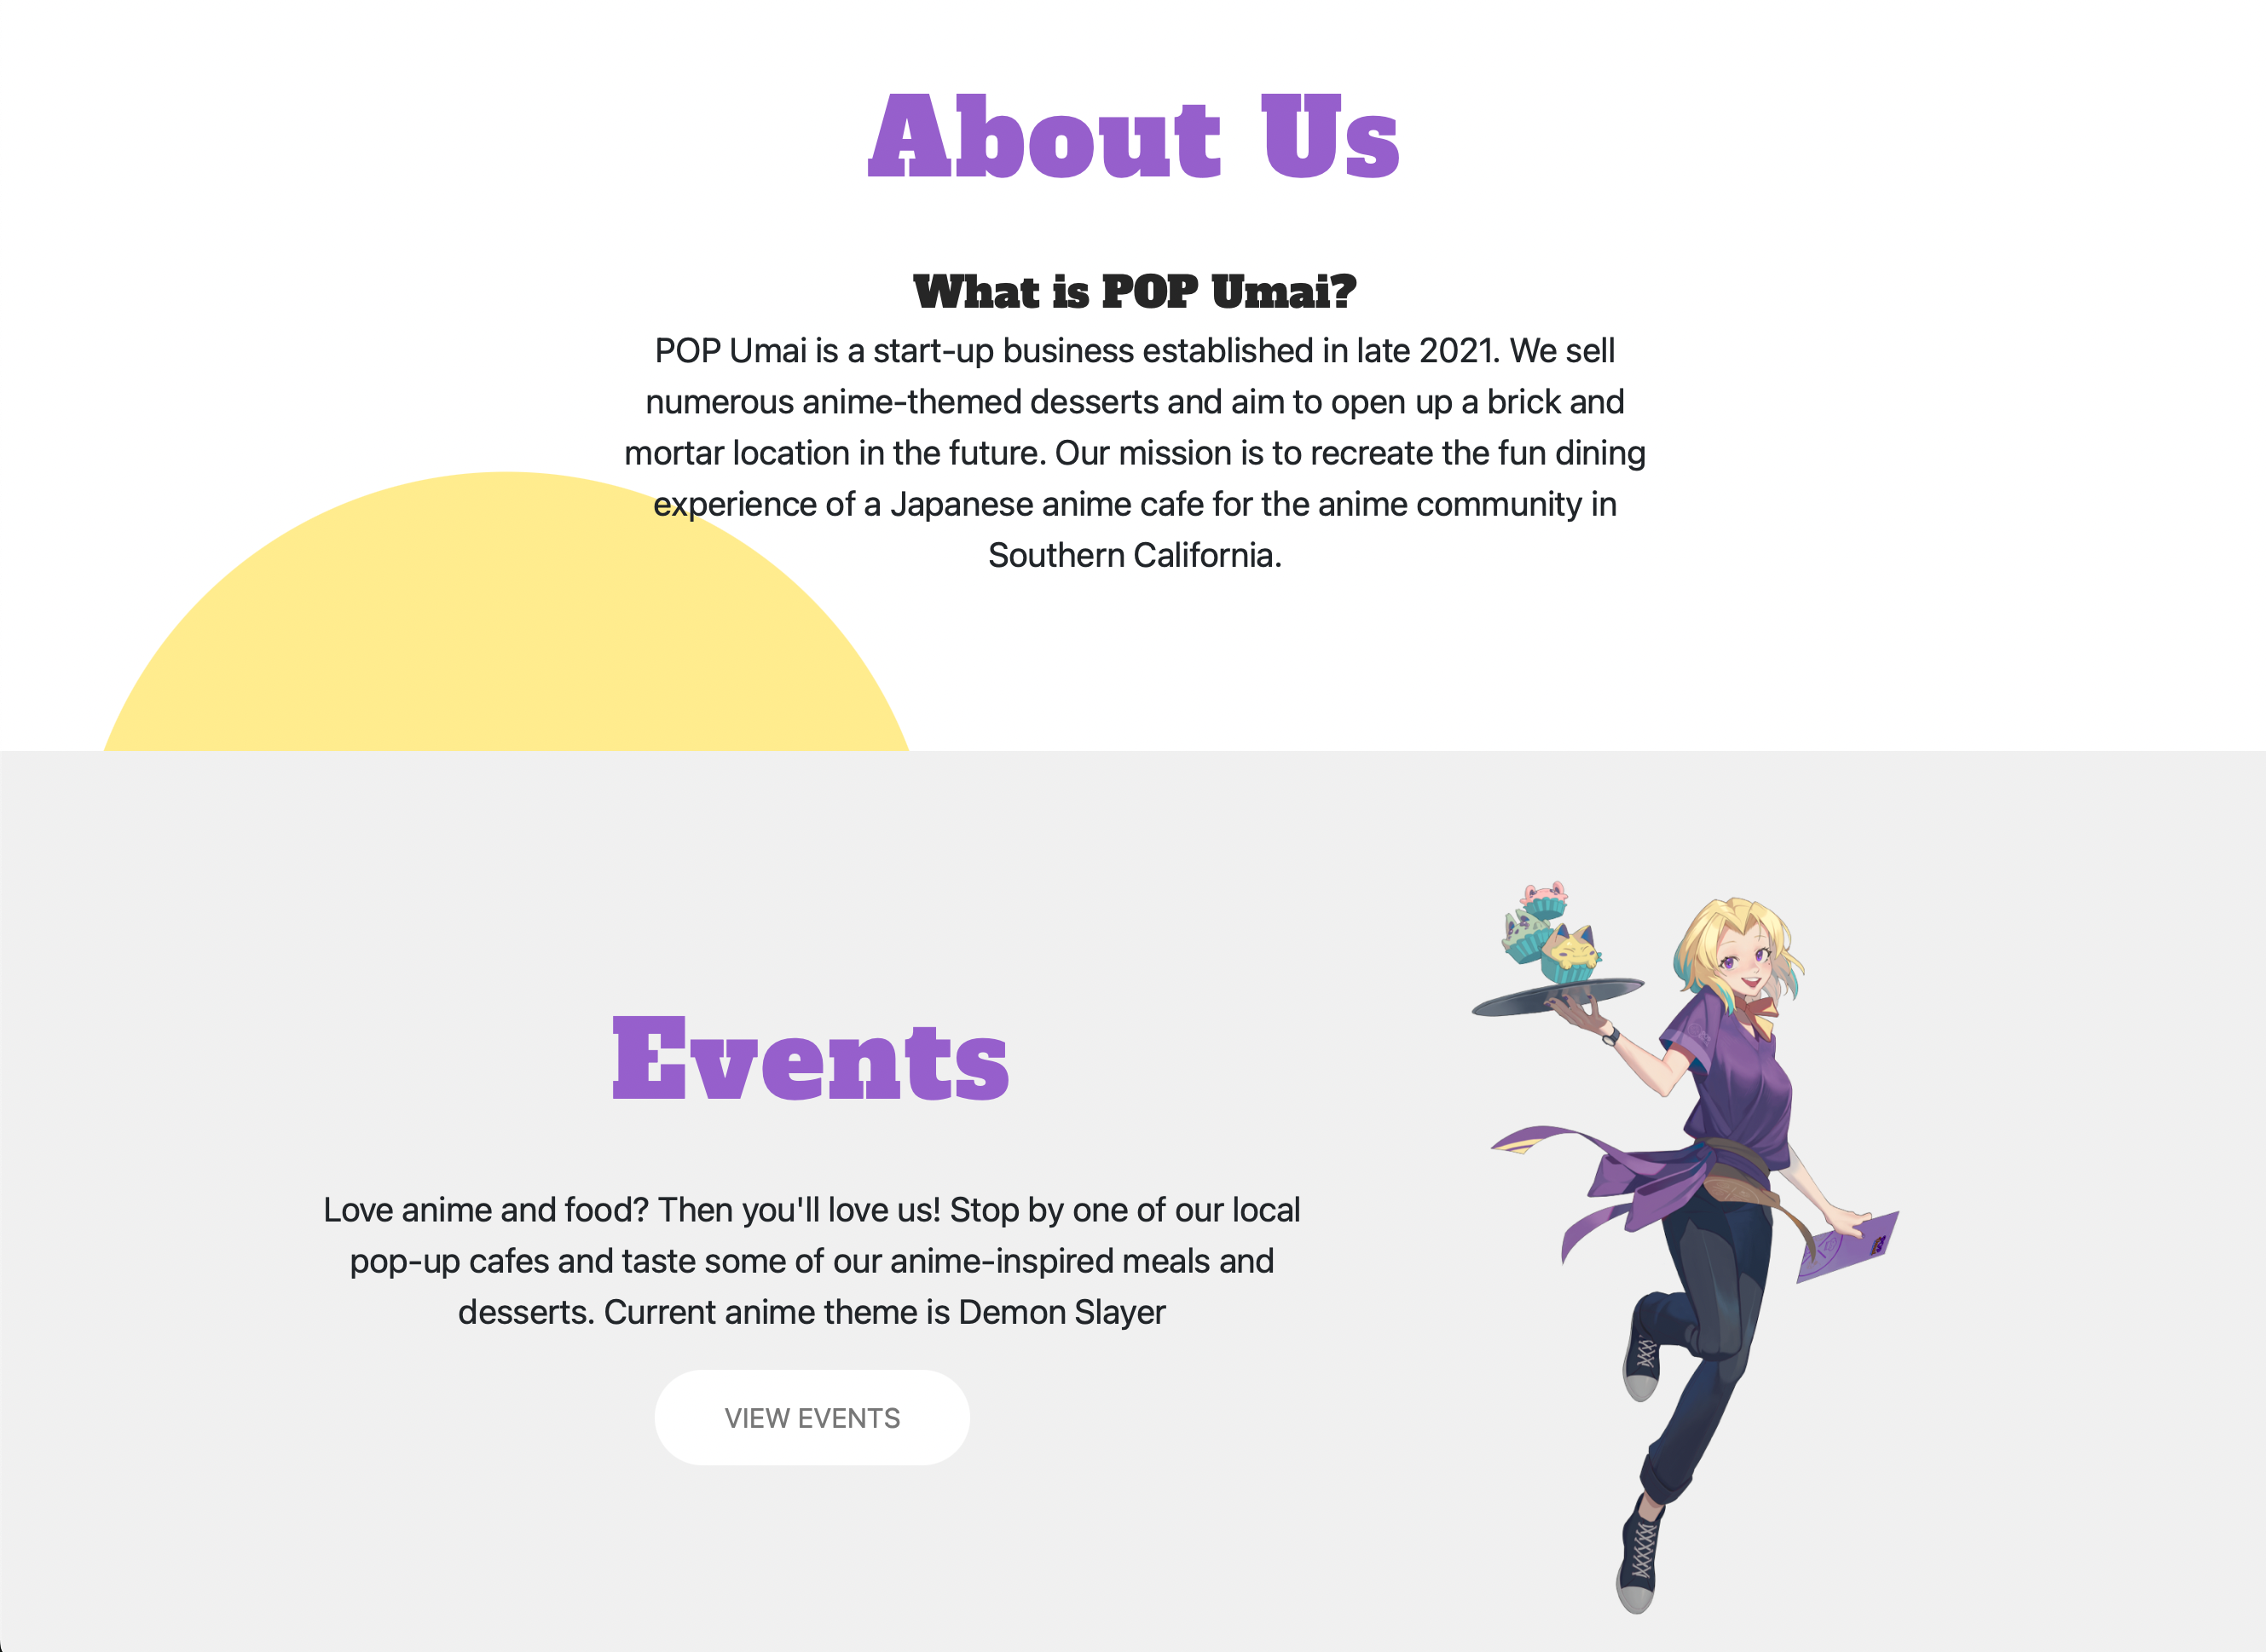 About Us
What is POP Umai?
POP Umai is a start-up business established in late 2021. We sell
numerous anime-themed desserts and aim to open up a brick and
mortar location in the future. Our mission is to recreate the fun dining
experience of a Japanese anime cafe for the anime community in
Southern California.
Events
Love anime and food? Then you'll love us! Stop by one of our local
pop-up cafes and taste some of our anime-inspired meals and
desserts. Current anime theme is Demon Slayer
VIEW EVENTS